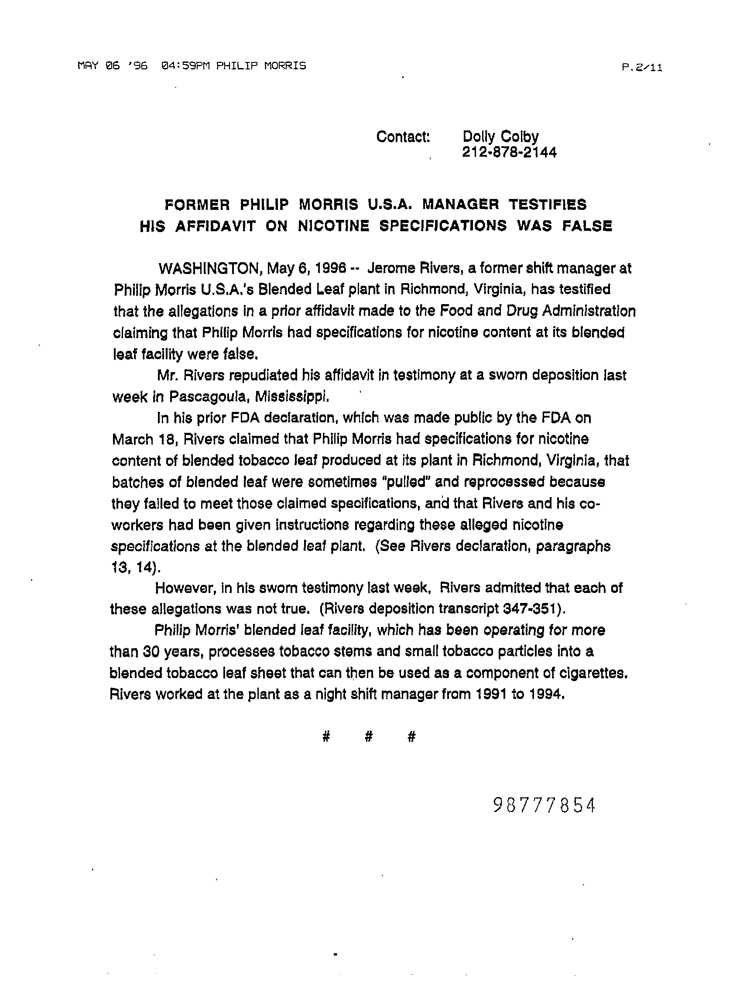 MAY 06 '96 04:59PM PHILIP MORRIS P.2/11
Contact: Dolly Colby
212-878-2144
FORMER PHILIP MORRIS U.S.A. MANAGER TESTIFIES
HIS AFFIDAVIT ON NICOTINE SPECIFICATIONS WAS FALSE
WASHINGTON, May 6, 1996 -- Jerome Rivers, a former shift manager at
Philip Morris U.S.A.'s Blended Leaf plant in Richmond, Virginia, has testified
that the allegations in a prior affidavit made to the Food and Drug Administration
claiming that Philip Morris had specifications for nicotine content at its blended
leaf facility were false.
Mr. Rivers repudiated his affidavit in testimony at a sworn deposition last
week in Pascagoula, Mississippi.
In his prior FDA declaration, which was made public by the FDA on
March 18, Rivers claimed that Philip Morris had specifications for nicotine
content of blended tobacco leaf produced at its plant in Richmond, Virginia, that
batches of blended leaf were sometimes "pulled" and reprocessed because
they failed to meet those claimed specifications, and that Rivers and his co-
workers had been given instructions regarding these alleged nicotine
specifications at the blended leaf plant. (See Rivers declaration, paragraphs
13, 14).
However, in his sworn testimony last week, Rivers admitted that each of
these allegations was not true. (Rivers deposition transcript 347-351).
Philip Morris' blended leaf facility, which has been operating for more
than 30 years, processes tobacco stems and small tobacco particles into a
blended tobacco leaf sheet that can then be used as a component of cigarettes.
Rivers worked at the plant as a night shift manager from 1991 to 1994.
# # #
98777854